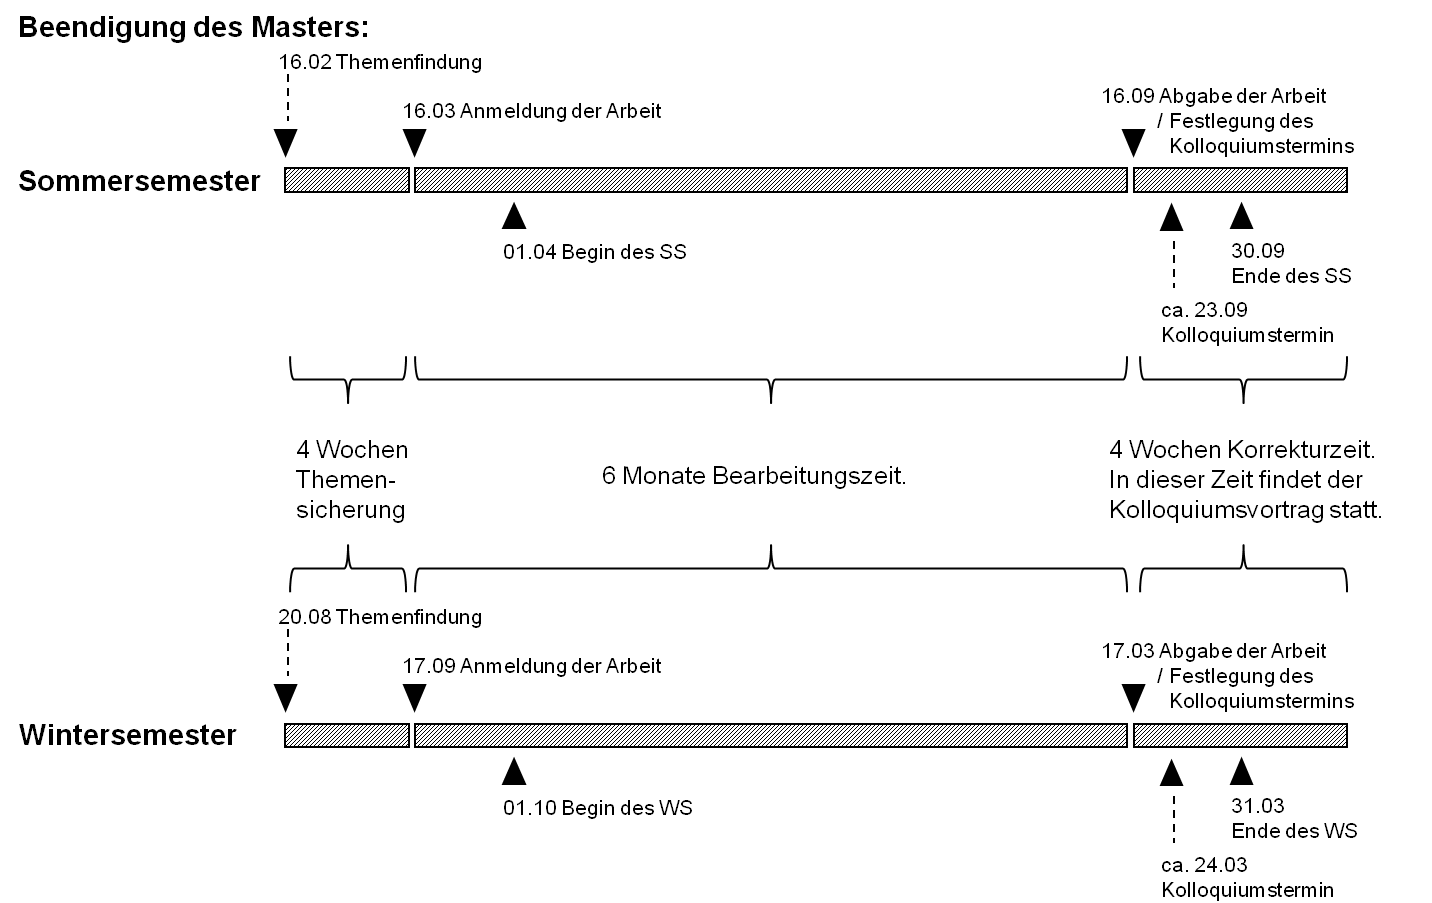 Beendigung des Masters:
16.02 Themenfindung
16.03 Anmeldung der Arbeit
16.09 Abgabe der Arbeit
/ Festlegung des
Kolloquiumstermins
Sommersemester
01.04 Begin des SS
30.09
Ende des SS
ca. 23.09
Kolloquiumstermin
4 Wochen
Themen-
sicherung
6 Monate Bearbeitungszeit.
4 Wochen Korrekturzeit.
In dieser Zeit findet der
Kolloquiumsvortrag statt.
20.08 Themenfindung
17.09 Anmeldung der Arbeit
17.03 Abgabe der Arbeit
/ Festlegung des
Kolloquiumstermins
Wintersemester
01.10 Begin des WS
31.03
Ende des WS
ca. 24.03
Kolloquiumstermin